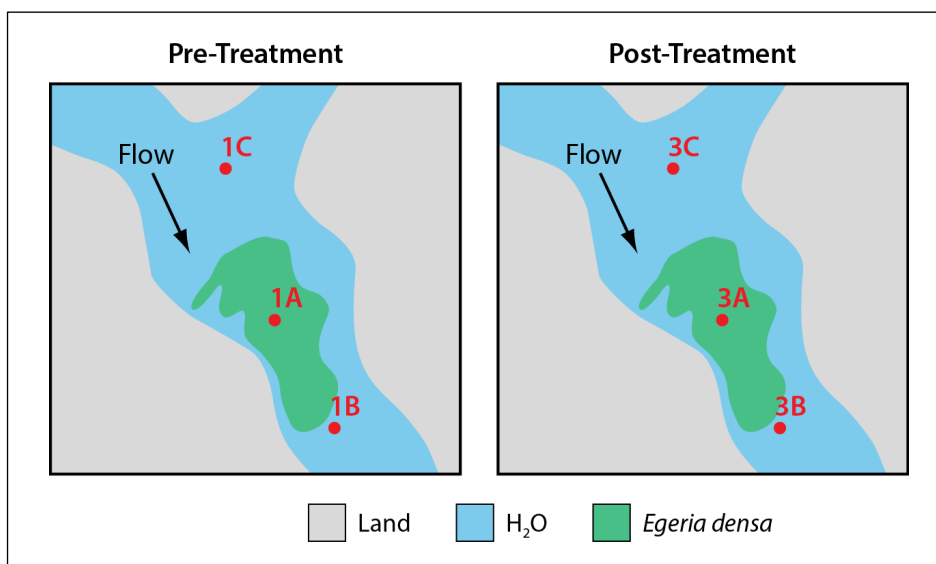 Pre-Treatment
Flow
1C
1A
1B
Post-Treatment
Flow
3C
3A
3B
Land
H₂O
Egeria densa